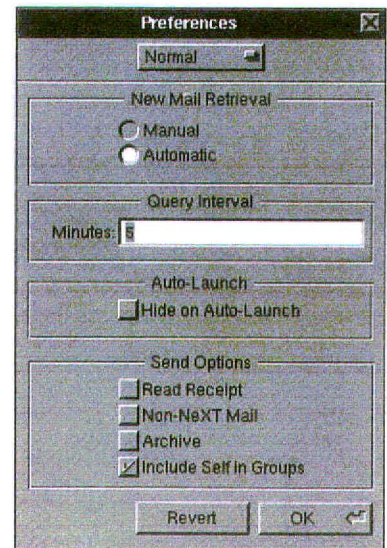 Preferences
Normal
New Mail Retrieval
Manual
Automatic
Query Interval
Minutes: 5
Auto-Launch
Hide on Auto-Launch
Send Options
Read Receipt
Non-NeXT Mail
Archive
Include Self in Groups
Revert
OK